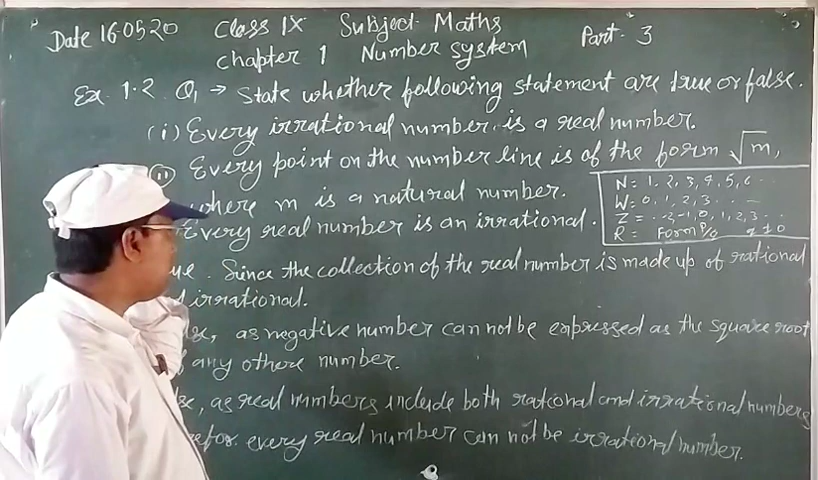 Date 16.05.20 Class IX Subject- Maths Part- 3
Chapter 1 Number system
Ex. 1.2. Q1 → State whether following statement are true or false.
(i) Every irrational number is a real number.
(ii) Every point on the number line is of the form √m,
where m is a natural number.
Every real number is an irrational.
N= 1, 2, 3, 4, 5, 6 ...
W= 0, 1, 2, 3 ...
Z = ..-2,-1,0, 1, 2, 3 ..
R = Form P/q q≠0
ue. Since the collection of the real number is made up of rational
d irrational.
se, as negative number can not be expressed as the square root
any other number.
se, as real numbers include both rational and irrational numbers
refor. every real number can not be irrational number.